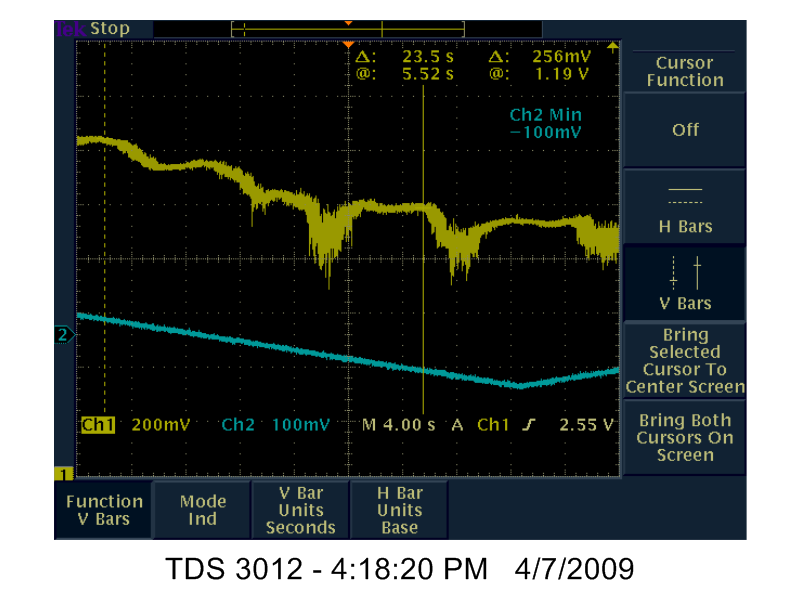 Tek Stop
Δ: 23.5 s Δ: 256mV
@: 5.52 s @: 1.19 V
Ch2 Min
−100mV
2
Ch1 200mV Ch2 100mV M 4.00 s A Ch1 2.55 V
1
Cursor
Function
Off
H Bars
V Bars
Bring
Selected
Cursor To
Center Screen
Bring Both
Cursors On
Screen
Function
V Bars
Mode
Ind
V Bar
Units
Seconds
H Bar
Units
Base
TDS 3012 - 4:18:20 PM 4/7/2009